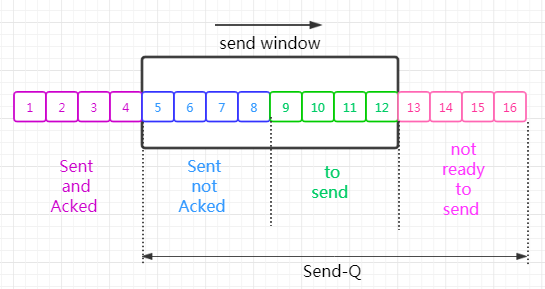 send window
1 2 3 4 5 6 7 8 9 10 11 12 13 14 15 16
Sent
and
Acked
Sent
not
Acked
to
send
not
ready
to
send
Send-Q